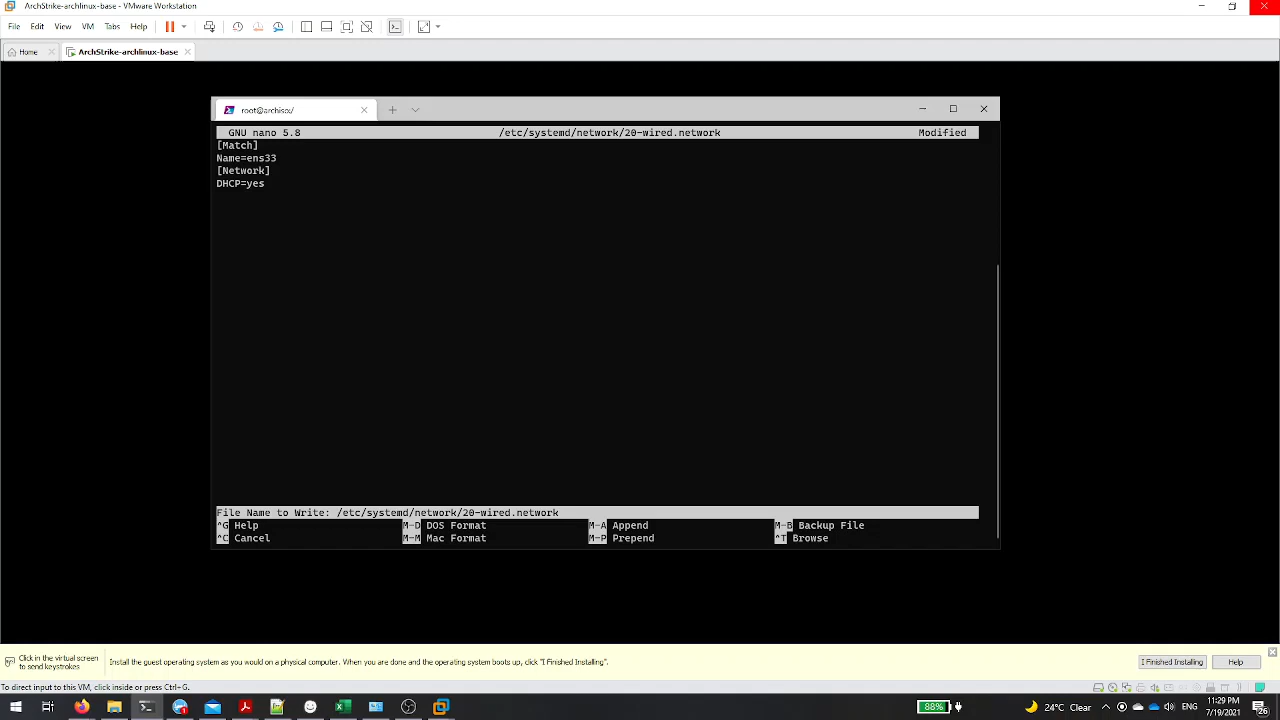 ArchStrike-archlinux-base - VMware Workstation
File Edit View VM Tabs Help
Home ArchStrike-archlinux-base
root@archiso:/
GNU nano 5.8 /etc/systemd/network/20-wired.network Modified
[Match]
Name=ens33
[Network]
DHCP=yes
File Name to Write: /etc/systemd/network/20-wired.network
^G Help M-D DOS Format M-A Append M-B Backup File
^C Cancel M-M Mac Format M-P Prepend ^T Browse
Click in the virtual screen
to send keystrokes
Install the guest operating system as you would on a physical computer. When you are done and the operating system boots up, click "I Finished Installing".
I Finished Installing Help
To direct input to this VM, click inside or press Ctrl+G.
88% 24°C Clear ENG 11:29 PM
7/19/2021 26